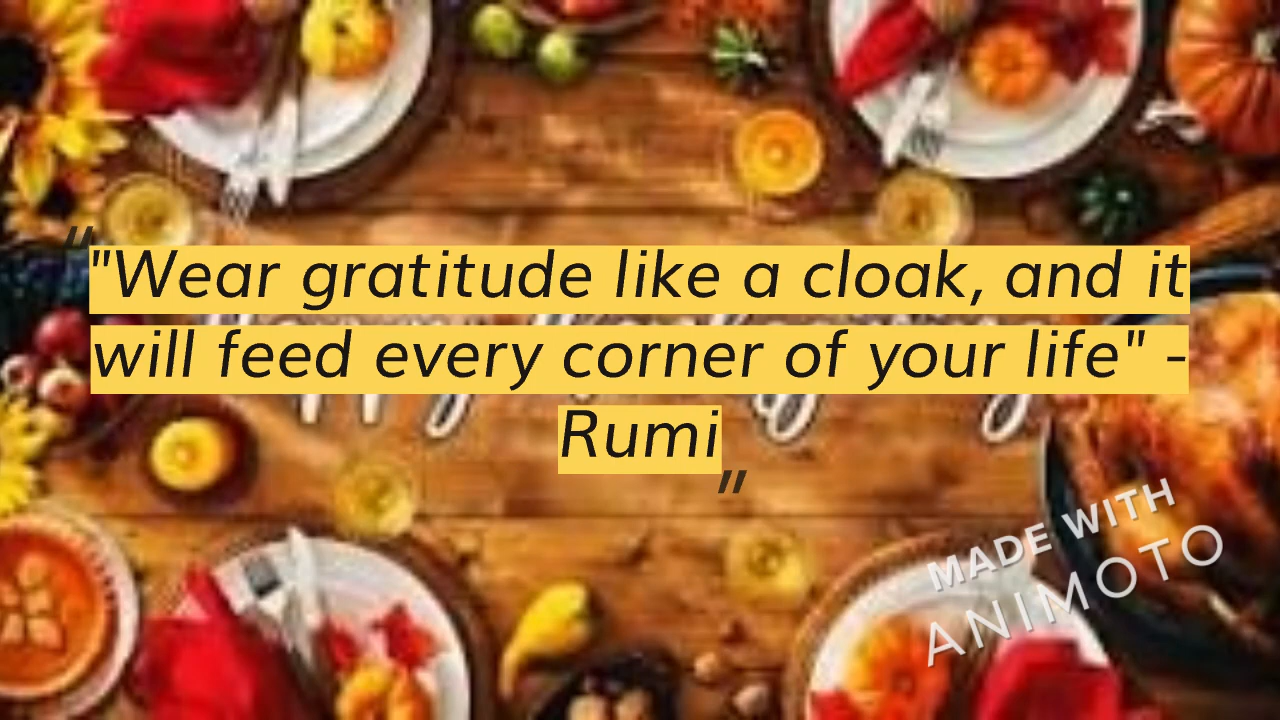 "
"Wear gratitude like a cloak, and it
will feed every corner of your life" -
Rumi
"
MADE WITH
ANIMOTO